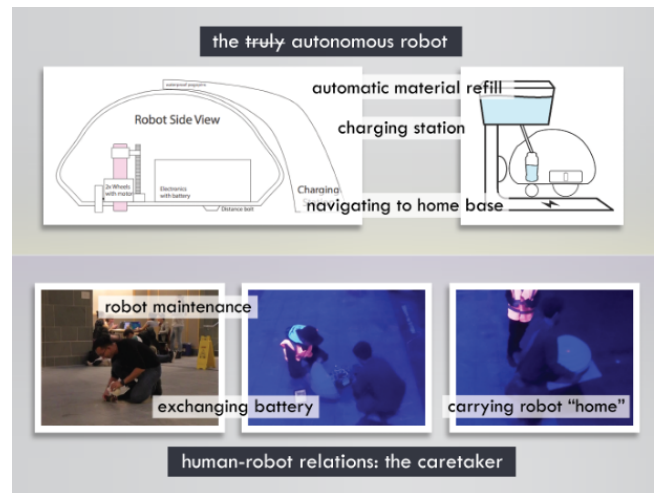 the truly autonomous robot
automatic material refill
Robot Side View
charging station
2x Wheels
with motor
Electronics
with battery
Charging
Distance bolt
navigating to home base
robot maintenance
exchanging battery
carrying robot “home”
human-robot relations: the caretaker